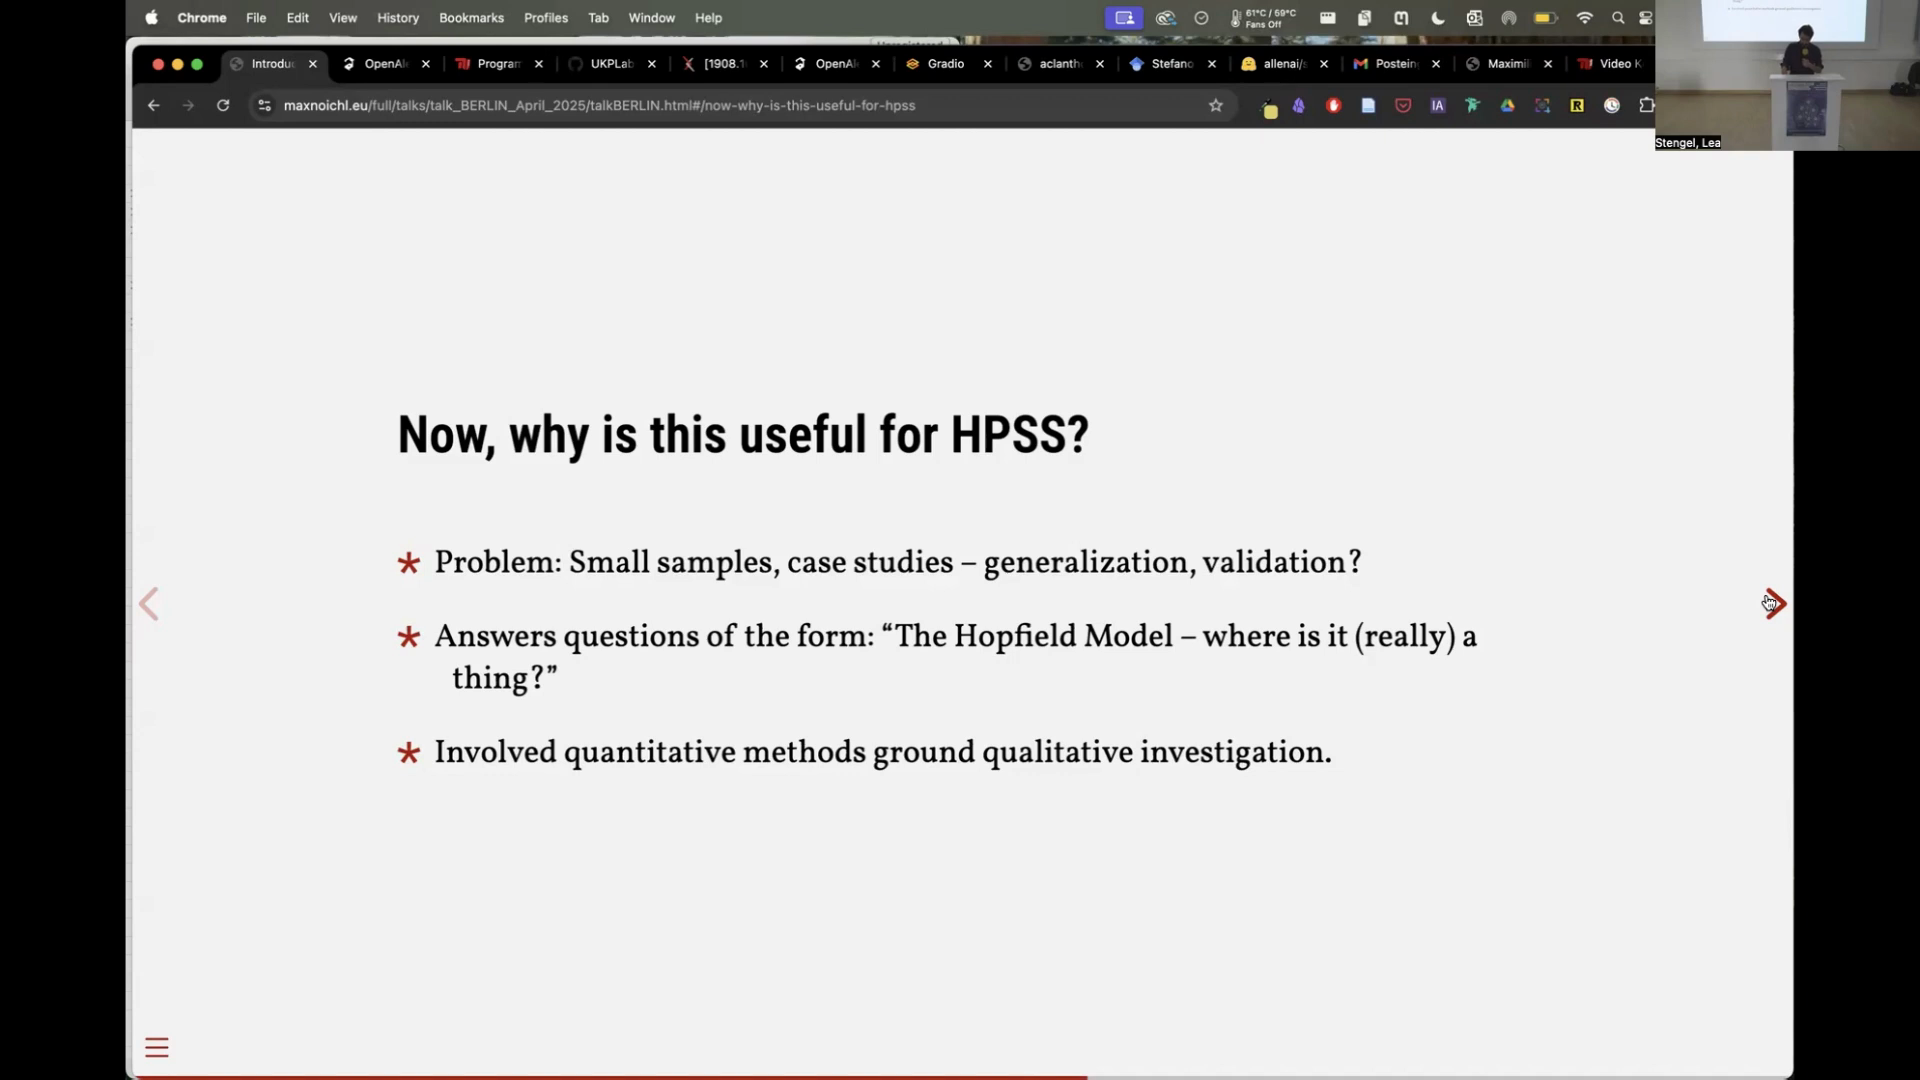 Chrome File Edit View History Bookmarks Profiles Tab Window Help
61°C / 59°C
Fans Off
Introdu OpenAl Program UKPLab [1908.1 OpenAl Gradio aclanth Stefano allenai/s Postein Maximil Video K
maxnoichl.eu/full/talks/talk_BERLIN_April_2025/talkBERLIN.html#/now-why-is-this-useful-for-hpss
IA R
Stengel, Lea
Now, why is this useful for HPSS?
* Problem: Small samples, case studies – generalization, validation?
* Answers questions of the form: “The Hopfield Model – where is it (really) a
thing?”
* Involved quantitative methods ground qualitative investigation.